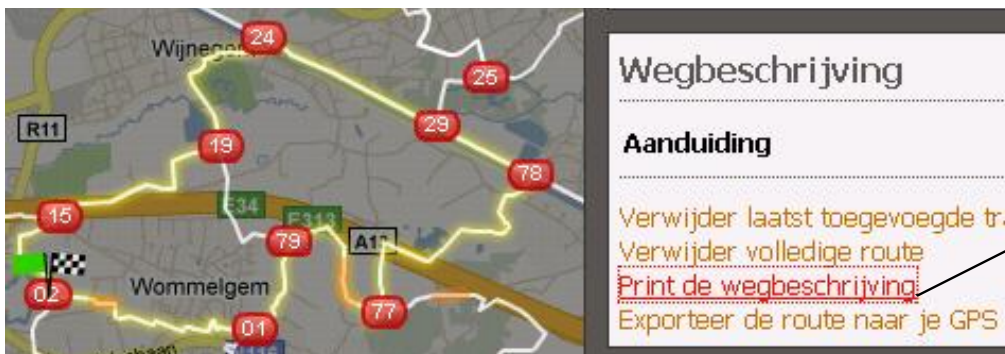 24
Wijnegem
25
R11
29
19
78
E34
15
E313
79
A13
02
Wommelgem
77
01
Wegbeschrijving
Aanduiding
Verwijder laatst toegevoegde
Verwijder volledige route
Print de wegbeschrijving
Exporteer de route naar je GPS